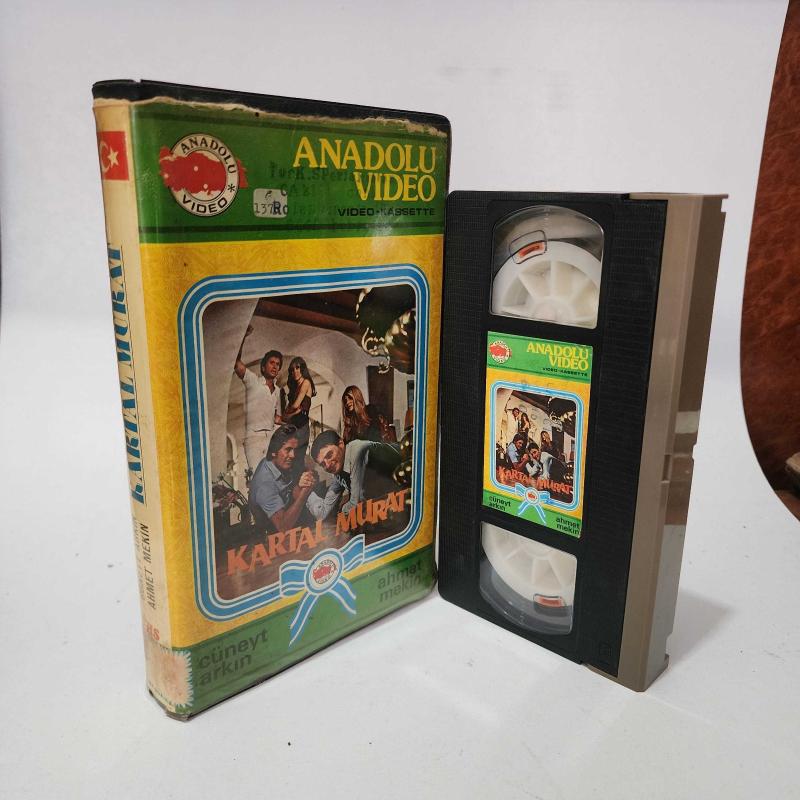 ANADOLU
VIDEO
ANADOLU
VIDEO
VIDEO-KASSETTE
137
KARTAL MURAT
cüneyt
arkın
ahmet
mekin
KARTAL MURAT
AHMET MEKİN
ANADOLU
VIDEO
VIDEO-KASSETTE
KARTAL MURAT
cüneyt
arkın
ahmet
mekin